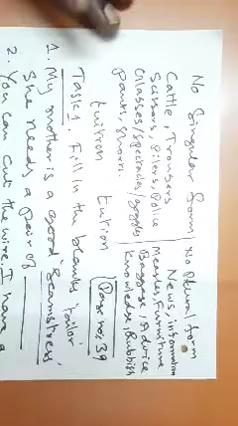 No Singular form | No Plural form
Cattle, Trousers News, information
Scissors, Pliers, Police Measles, Furniture
Glasses/spectacles/goggles Baggage, Advice
Pants, shorts. Knowledge, Rubbish
tuition Page no: 39
Task 1. Fill in the blanks tailor
1. My mother is a good seamstress
She needs a pair of
2. You can cut the wire. I have a